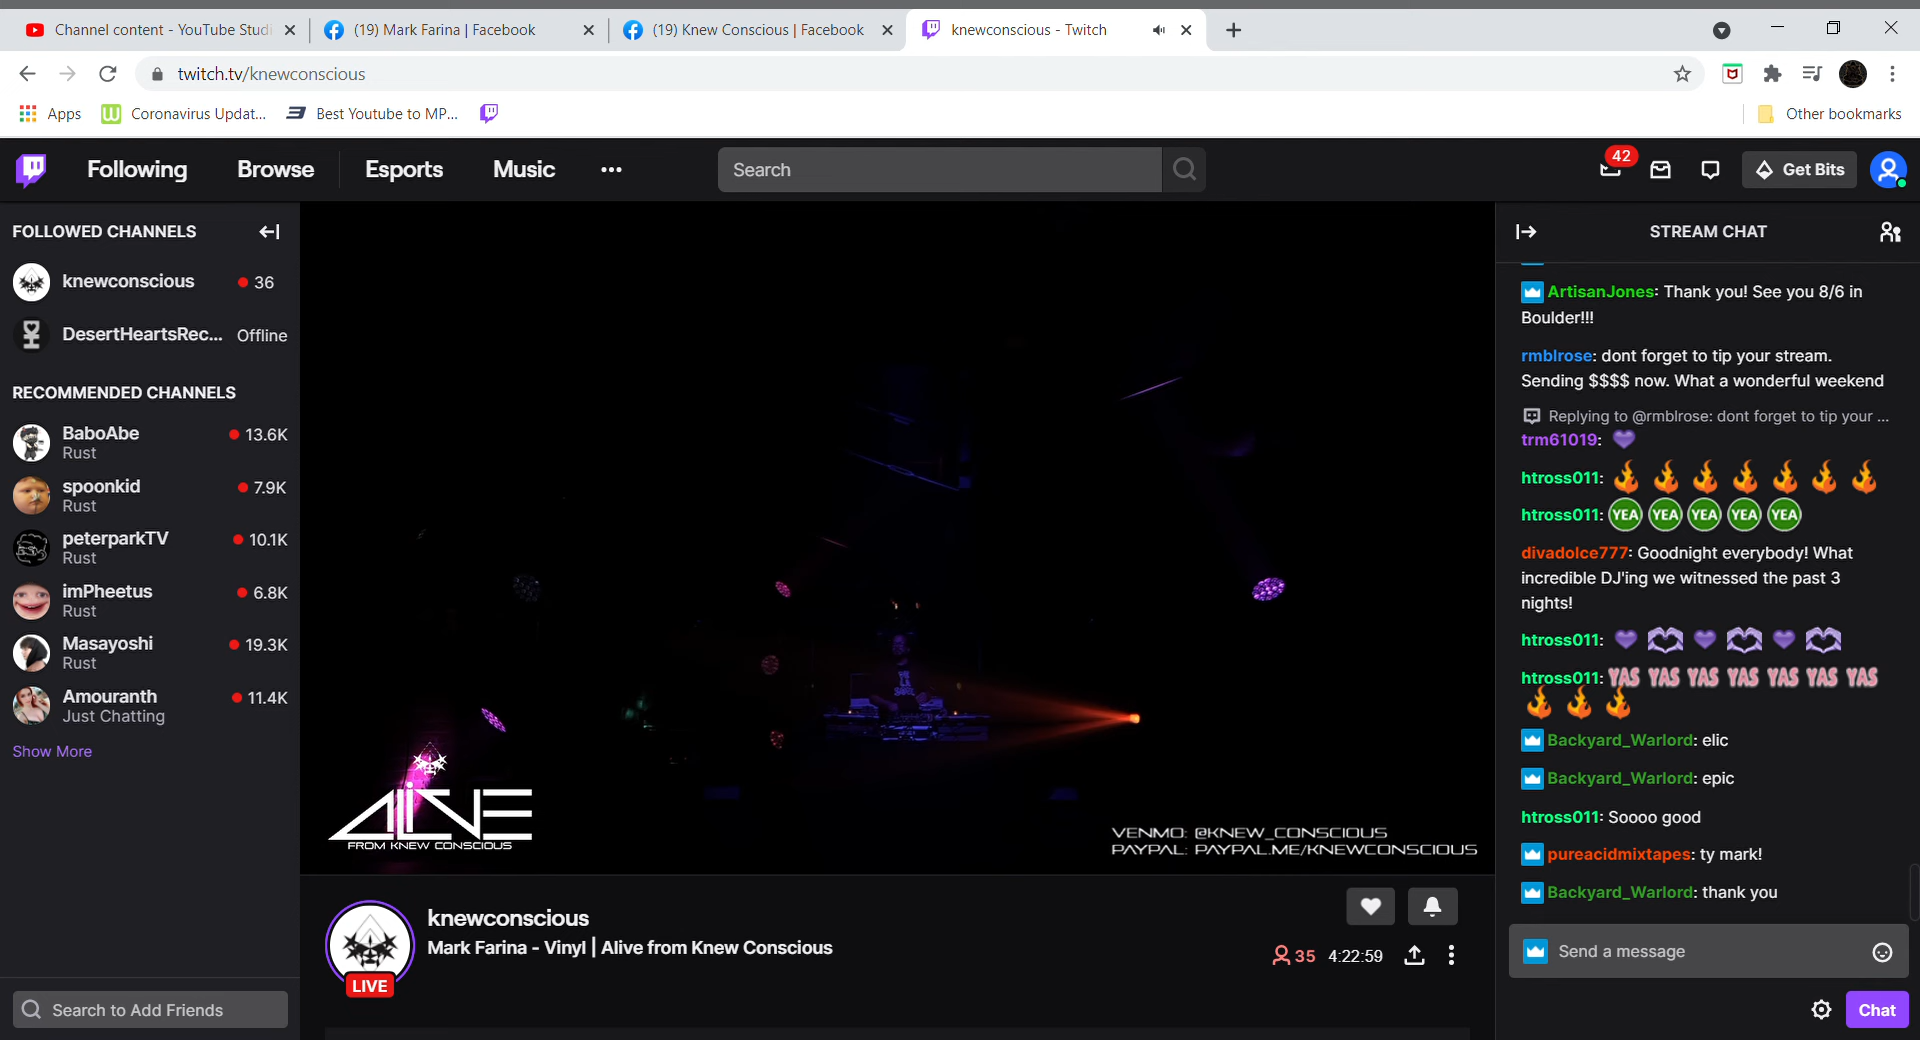 Channel content - YouTube Studi
(19) Mark Farina | Facebook
(19) Knew Conscious | Facebook
knewconscious - Twitch
twitch.tv/knewconscious
Apps
Coronavirus Updat...
Best Youtube to MP...
Other bookmarks
Following
Browse
Esports
Music
Search
42
Get Bits
FOLLOWED CHANNELS
knewconscious
36
DesertHeartsRec...
Offline
RECOMMENDED CHANNELS
BaboAbe
13.6K
Rust
spoonkid
7.9K
Rust
peterparkTV
10.1K
Rust
imPheetus
6.8K
Rust
Masayoshi
19.3K
Rust
Amouranth
11.4K
Just Chatting
Show More
Search to Add Friends
ALIVE
FROM KNEW CONSCIOUS
VENMO: @KNEW_CONSCIOUS
PAYPAL: PAYPAL.ME/KNEWCONSCIOUS
LIVE
knewconscious
Mark Farina - Vinyl | Alive from Knew Conscious
35
4:22:59
STREAM CHAT
ArtisanJones: Thank you! See you 8/6 in
Boulder!!!
rmblrose: dont forget to tip your stream.
Sending $$$$ now. What a wonderful weekend
Replying to @rmblrose: dont forget to tip your ...
trm61019:
htross011:
htross011: YEA YEA YEA YEA YEA
divadolce777: Goodnight everybody! What
incredible DJ'ing we witnessed the past 3
nights!
htross011:
htross011: YAS YAS YAS YAS YAS YAS YAS
Backyard_Warlord: elic
Backyard_Warlord: epic
htross011: Soooo good
pureacidmixtapes: ty mark!
Backyard_Warlord: thank you
Send a message
Chat